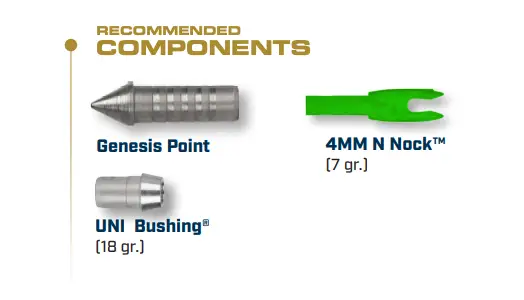 RECOMMENDED
COMPONENTS
Genesis Point
4MM N Nock™
(7 gr.)
UNI Bushing®
(18 gr.)